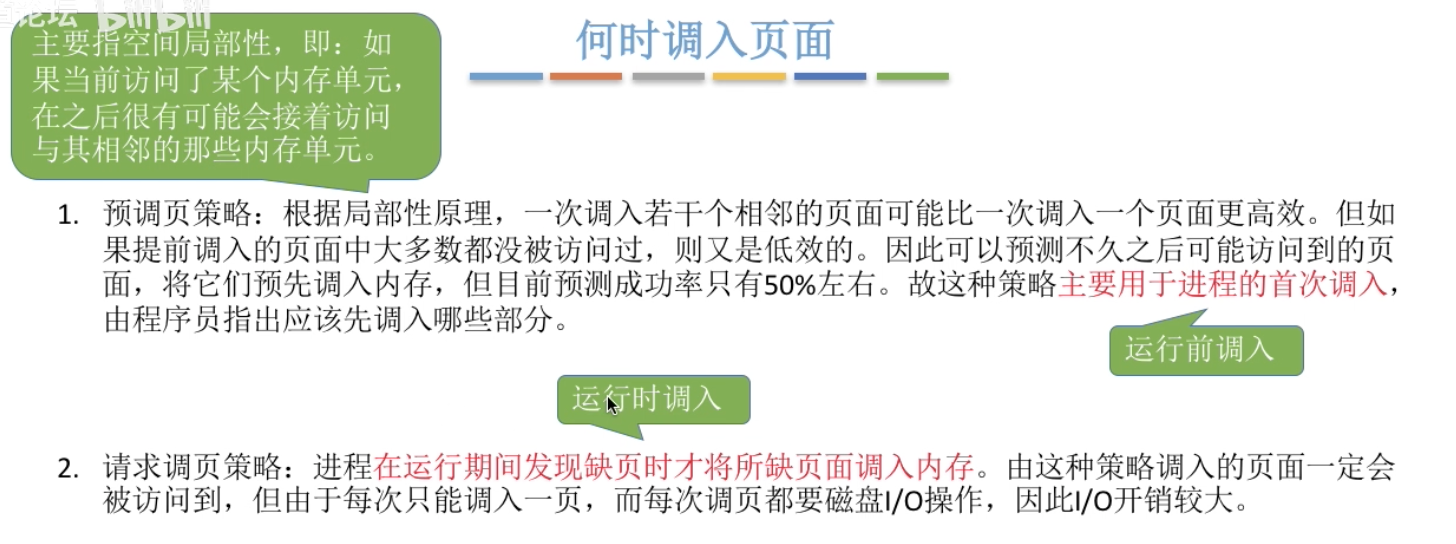 论坛 bilibili
何时调入页面
主要指空间局部性，即：如
果当前访问了某个内存单元，
在之后很有可能会接着访问
与其相邻的那些内存单元。
1. 预调页策略：根据局部性原理，一次调入若干个相邻的页面可能比一次调入一个页面更高效。但如
果提前调入的页面中大多数都没被访问过，则又是低效的。因此可以预测不久之后可能访问到的页
面，将它们预先调入内存，但目前预测成功率只有50%左右。故这种策略主要用于进程的首次调入，
由程序员指出应该先调入哪些部分。
运行前调入
运行时调入
2. 请求调页策略：进程在运行期间发现缺页时才将所缺页面调入内存。由这种策略调入的页面一定会
被访问到，但由于每次只能调入一页，而每次调页都要磁盘I/O操作，因此I/O开销较大。